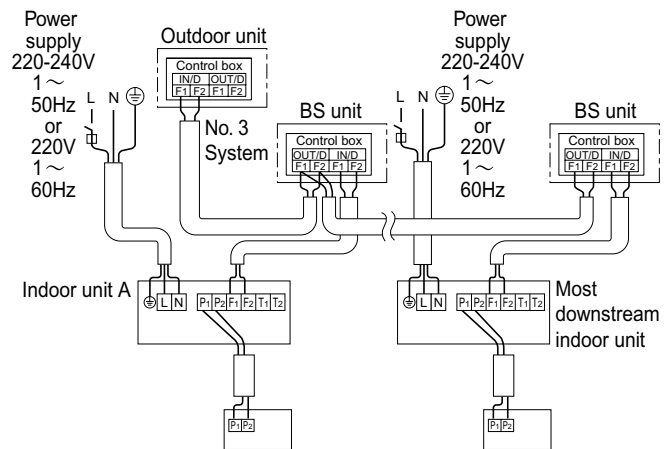 Power
supply
220-240V
1～
50Hz
or
220V
1～
60Hz
L N
Outdoor unit
Control box
IN/D OUT/D
F1 F2 F1 F2
No. 3
System
BS unit
Control box
OUT/D IN/D
F1 F2 F1 F2
Power
supply
220-240V
1～
50Hz
or
220V
1～
60Hz
L N
BS unit
Control box
OUT/D IN/D
F1 F2 F1 F2
Indoor unit A
L N
P1 P2 F1 F2 T1 T2
P1 P2
L N
P1 P2 F1 F2 T1 T2
Most
downstream
indoor unit
P1 P2